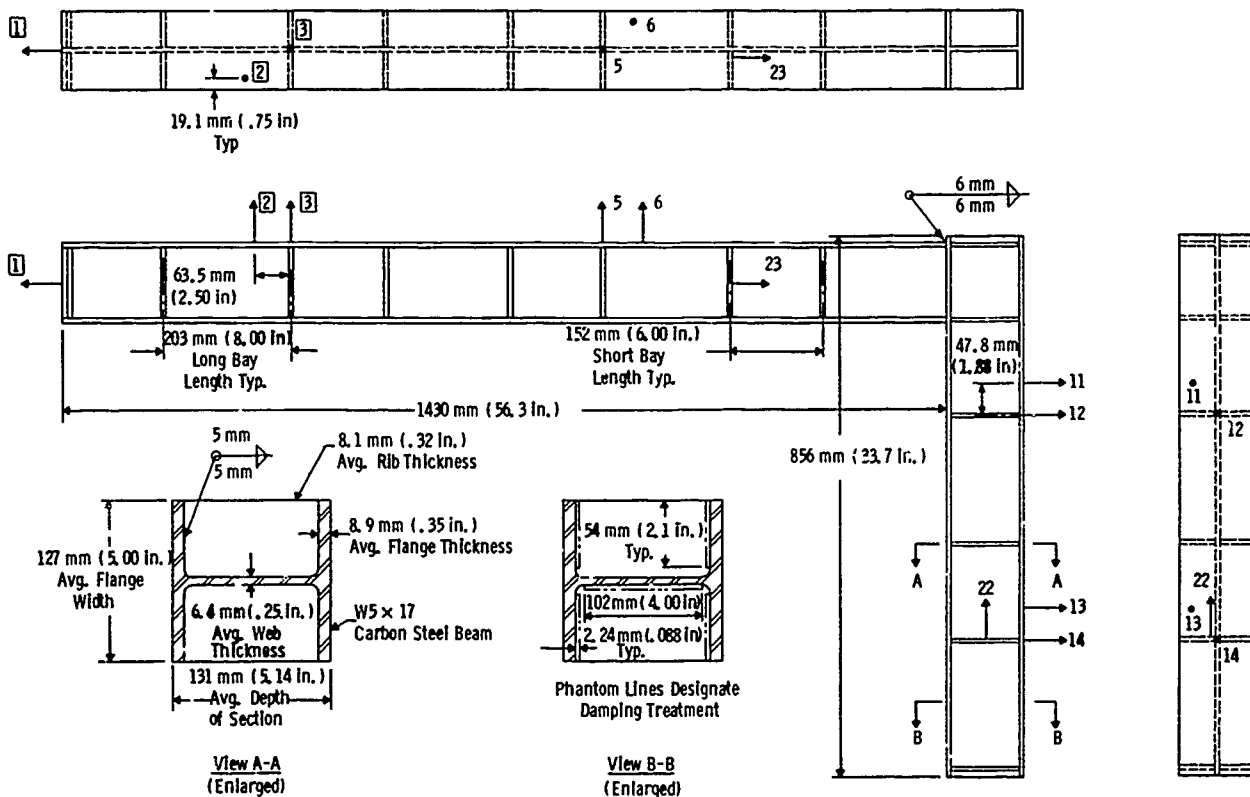 1
3
6
2
5
23
19.1 mm (.75 in)
Typ
2
3
5
6
6 mm
6 mm
1
63.5 mm
(2.50 in)
23
203 mm (8.00 in)
Long Bay
Length Typ.
152 mm (6.00 in.)
Short Bay
Length Typ.
47.8 mm
in)
11
12
11
12
1430 mm (56.3 in.)
856 mm (33.7 in.)
5 mm
5 mm
8.1 mm (.32 in.)
Avg. Rib Thickness
8.9 mm (.35 in.)
Avg. Flange Thickness
127 mm (5.00 in.)
Avg. Flange
Width
6.4 mm (.25 in.)
Avg. Web
Thickness
W5 × 17
Carbon Steel Beam
131 mm (5.14 in.)
Avg. Depth
of Section
View A-A
(Enlarged)
54 mm (2.1 in.)
Typ.
102mm (4.00 in)
2.24 mm (.088 in)
Typ.
Phantom Lines Designate
Damping Treatment
View B-B
(Enlarged)
A
A
22
13
14
B
B
22
13
14